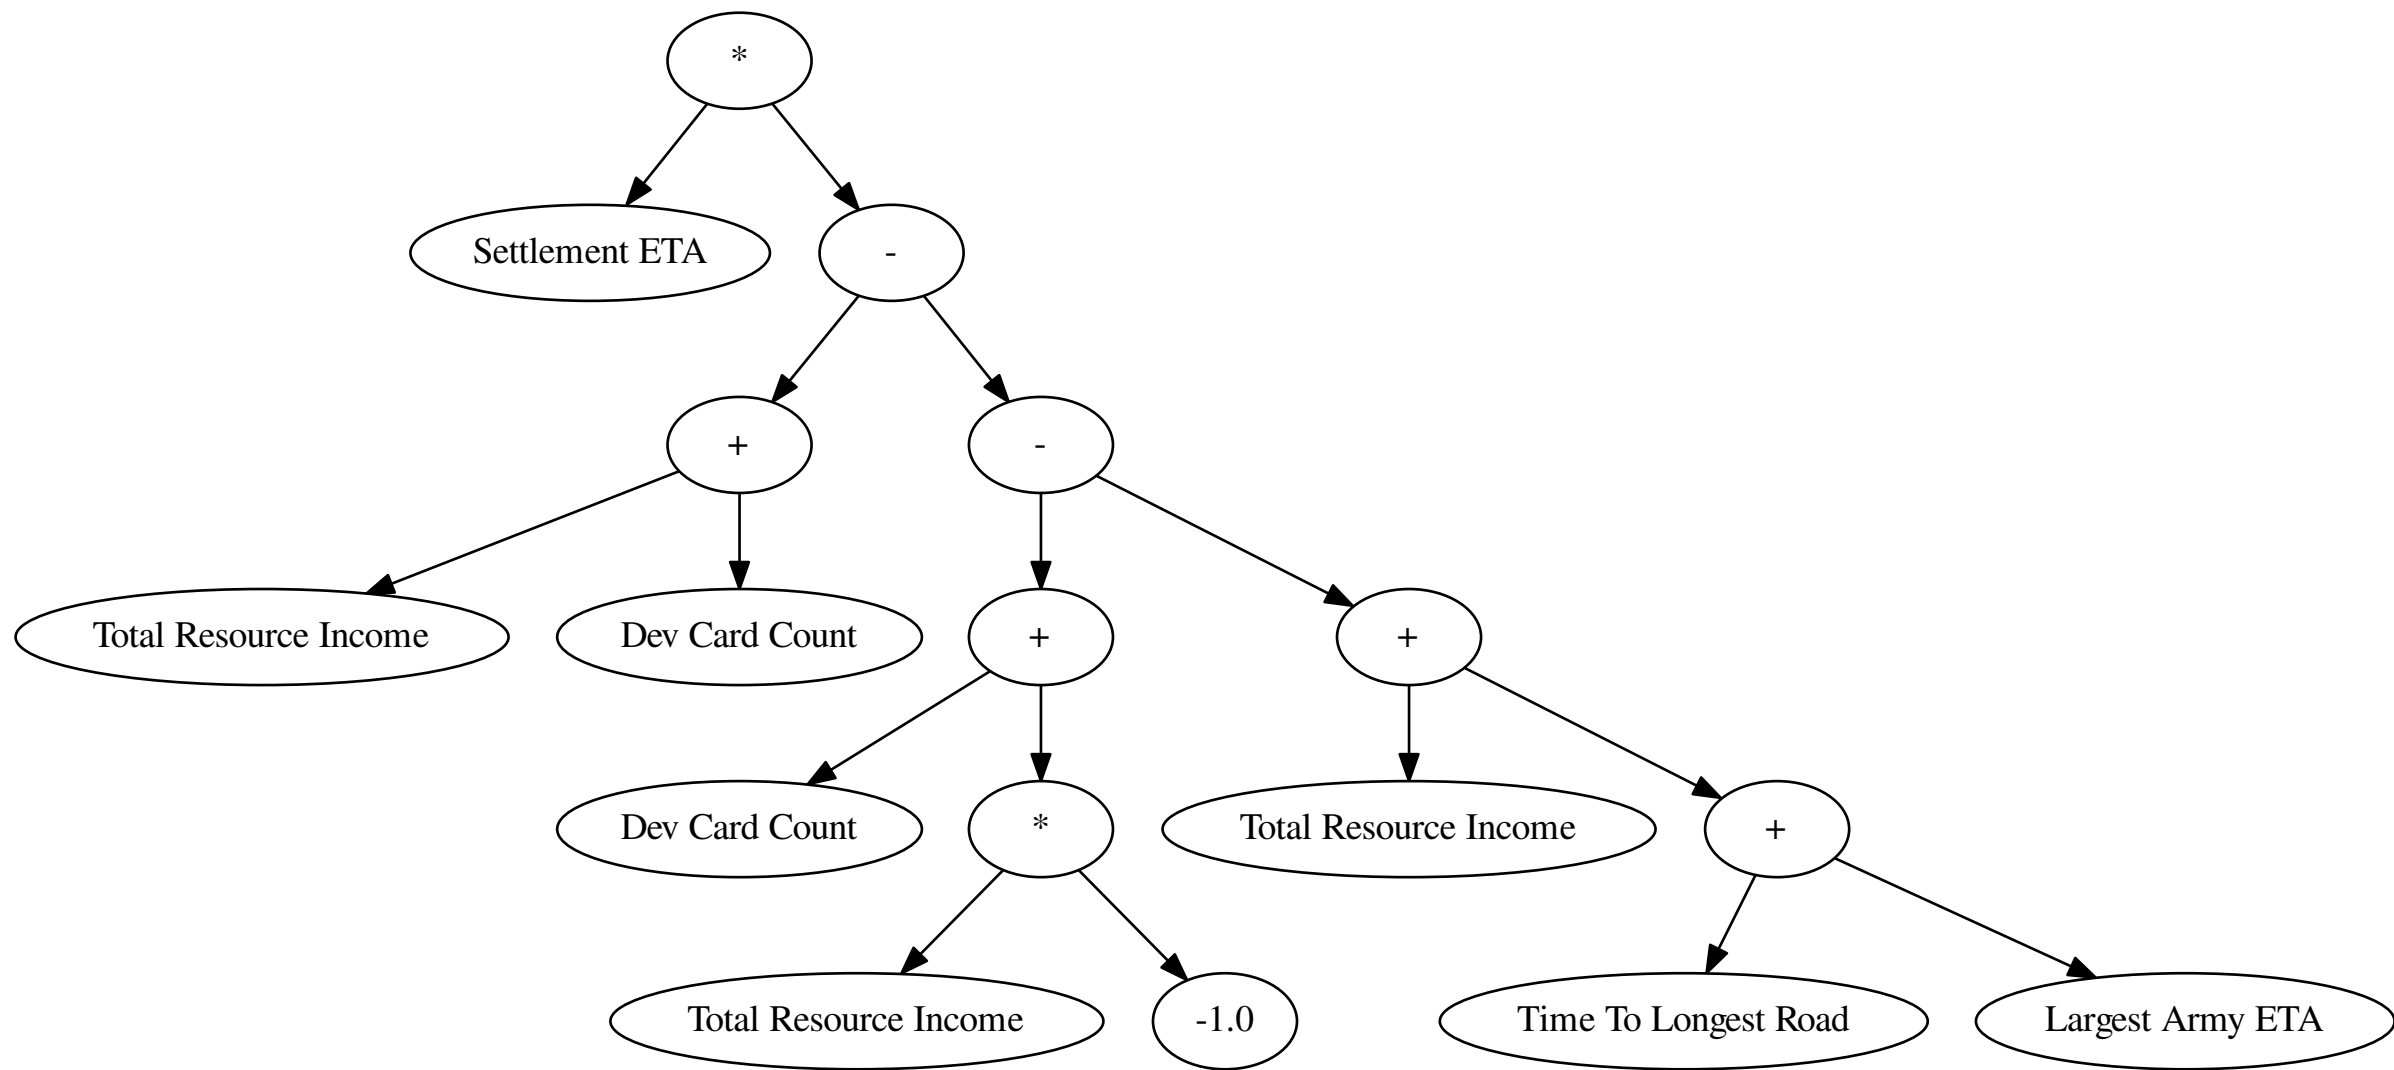 *
Settlement ETA
-
+
-
Total Resource Income
Dev Card Count
+
+
Dev Card Count
*
Total Resource Income
+
Total Resource Income
-1.0
Time To Longest Road
Largest Army ETA